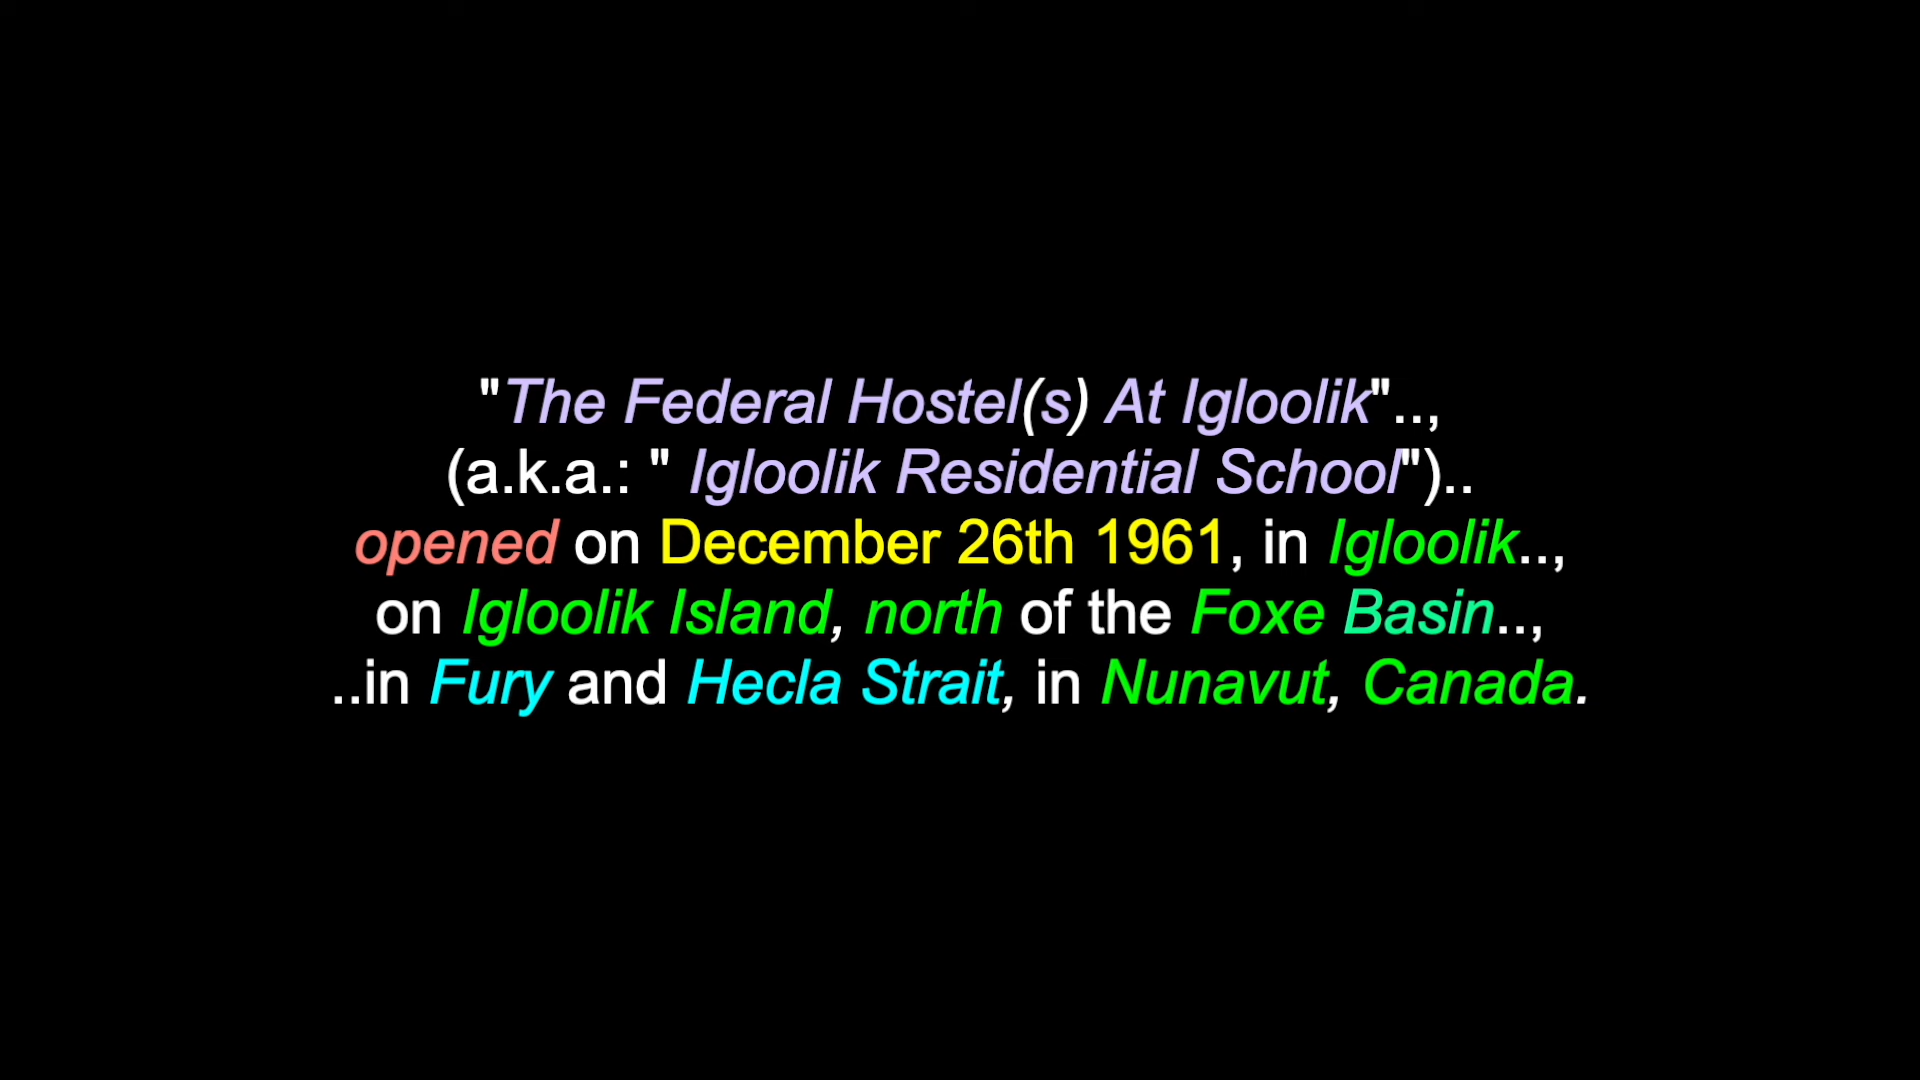 "The Federal Hostel(s) At Igloolik"..,
(a.k.a.: " Igloolik Residential School")..
opened on December 26th 1961, in Igloolik..,
on Igloolik Island, north of the Foxe Basin..,
..in Fury and Hecla Strait, in Nunavut, Canada.